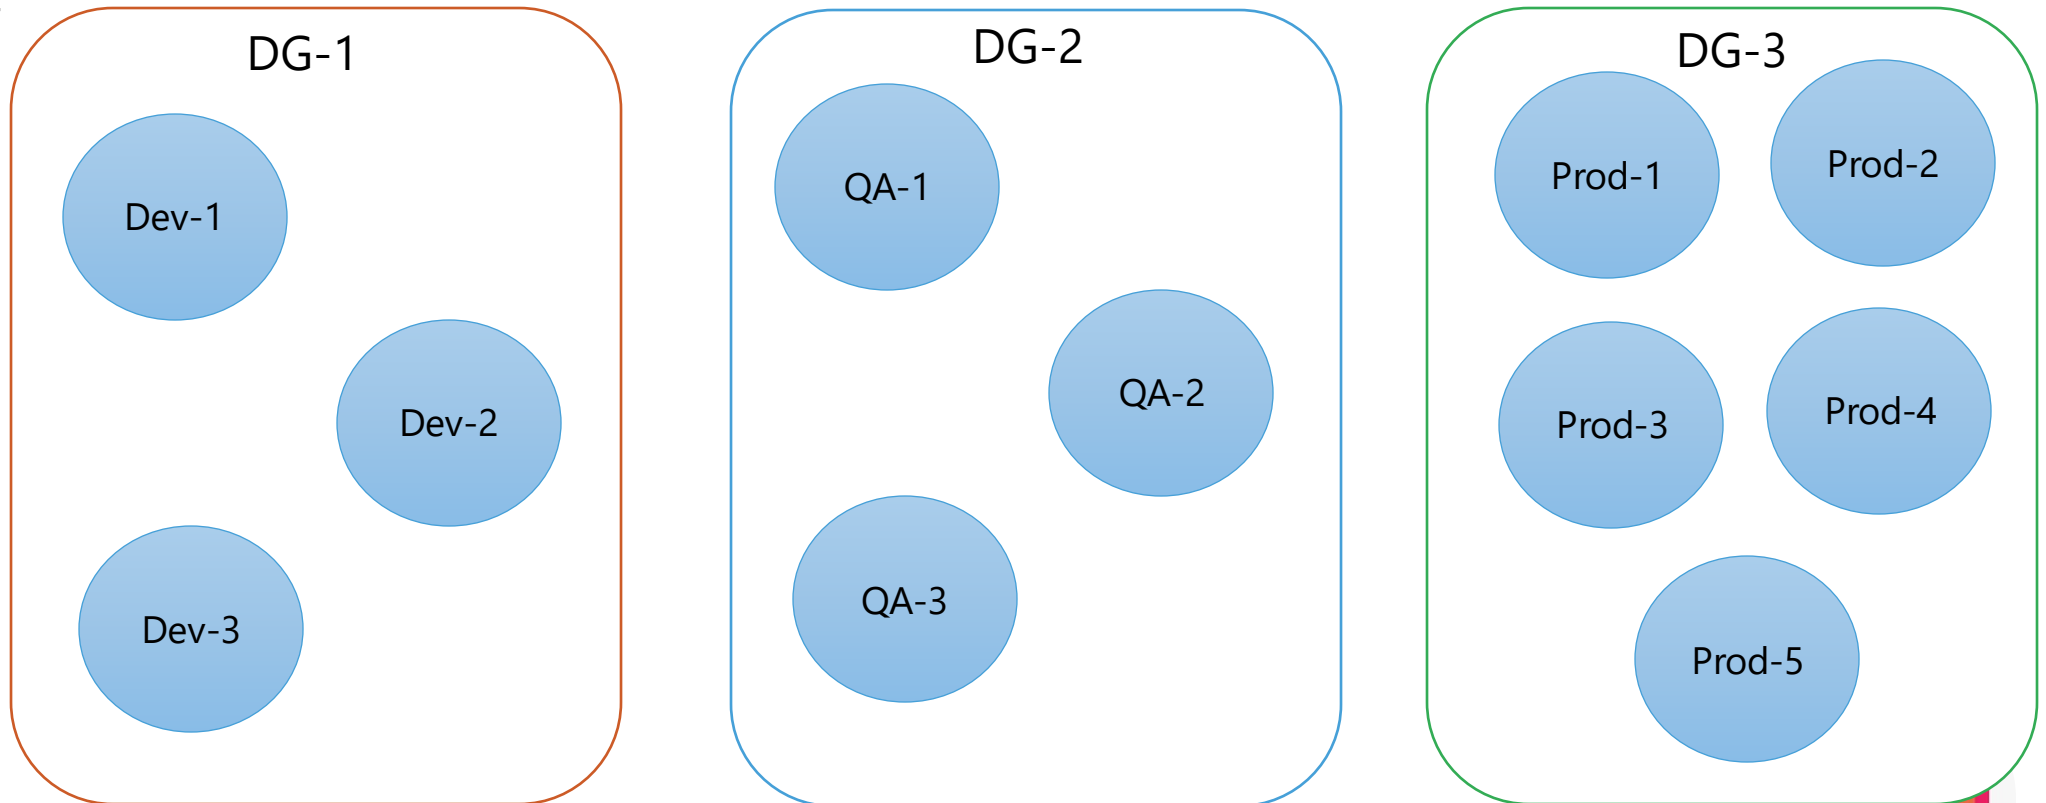 DG-1
Dev-1
Dev-2
Dev-3
DG-2
QA-1
QA-2
QA-3
DG-3
Prod-1
Prod-2
Prod-3
Prod-4
Prod-5